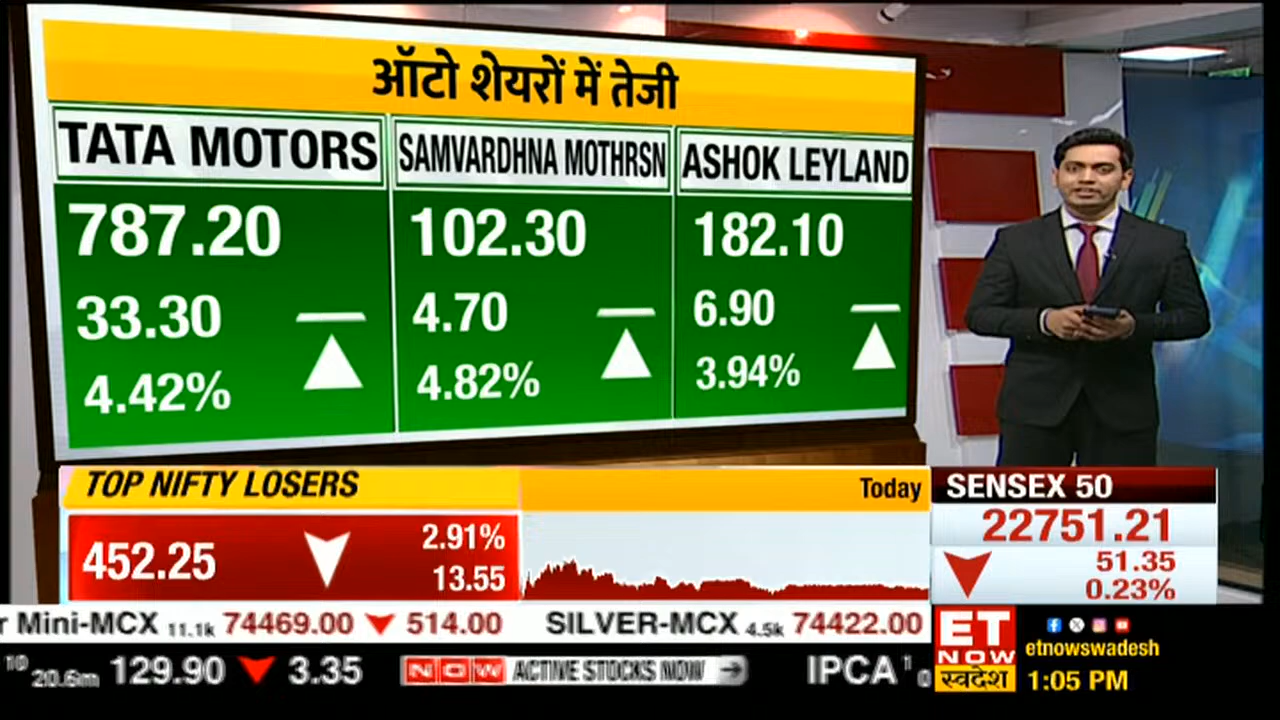 ऑटो शेयरों में तेजी
TATA MOTORS
787.20
33.30
4.42%
SAMVARDHNA MOTHRSN
102.30
4.70
4.82%
ASHOK LEYLAND
182.10
6.90
3.94%
TOP NIFTY LOSERS
Today
452.25
2.91%
13.55
SENSEX 50
22751.21
51.35
0.23%
r Mini-MCX 11.1k 74469.00 514.00 SILVER-MCX 4.5k 74422.00
20.6m 129.90 3.35 NOW ACTIVE STOCKS NOW IPCA
ET
NOW
स्वदेश
etnowswadesh
1:05 PM